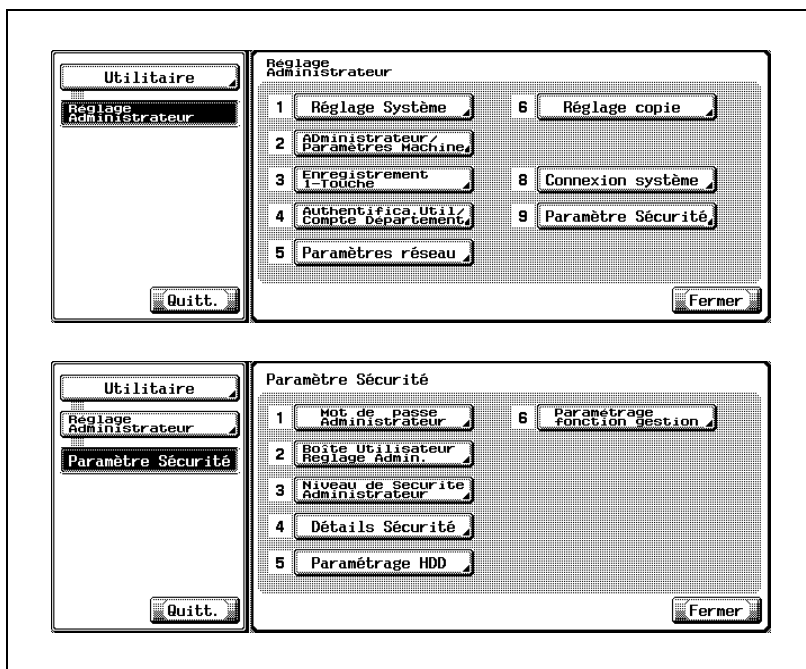 Utilitaire
Réglage
Administrateur
Quitt.
Réglage
Administrateur
1 Réglage Système
6 Réglage copie
2 ADministrateur/
Paramètres Machine
3 Enregistrement
1-Touche
8 Connexion système
4 Authentifica.Util/
Compte Département
9 Paramètre Sécurité
5 Paramètres réseau
Fermer
Utilitaire
Réglage
Administrateur
Paramètre Sécurité
Quitt.
Paramètre Sécurité
1 Mot de passe
Administrateur
6 Paramétrage
fonction gestion
2 Boîte Utilisateur
Réglage Admin.
3 Niveau de Sécurité
Administrateur
4 Détails Sécurité
5 Paramétrage HDD
Fermer